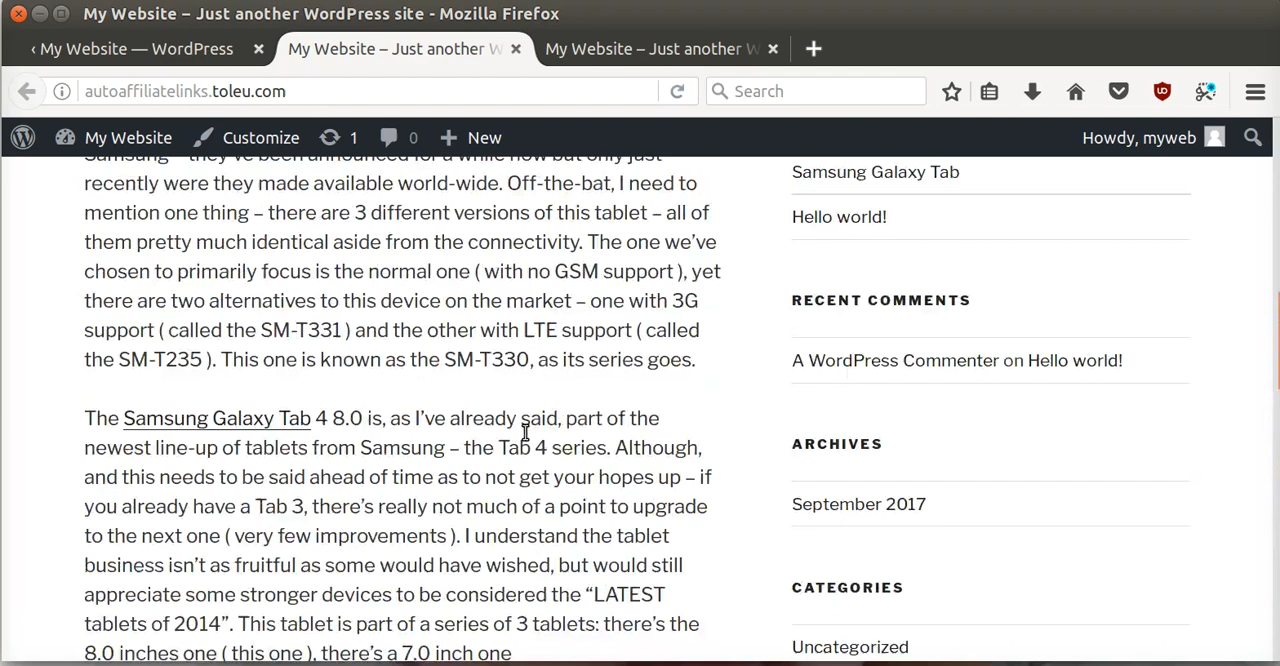 My Website – Just another WordPress site - Mozilla Firefox
‹ My Website — WordPress
My Website – Just another W
My Website – Just another W
autoaffiliatelinks.toleu.com
Search
My Website
Customize
1
0
New
Howdy, myweb
Samsung – they've been announced for a while now but only just
recently were they made available world-wide. Off-the-bat, I need to
mention one thing – there are 3 different versions of this tablet – all of
them pretty much identical aside from the connectivity. The one we've
chosen to primarily focus is the normal one ( with no GSM support ), yet
there are two alternatives to this device on the market – one with 3G
support ( called the SM-T331 ) and the other with LTE support ( called
the SM-T235 ). This one is known as the SM-T330, as its series goes.
The Samsung Galaxy Tab 4 8.0 is, as I've already said, part of the
newest line-up of tablets from Samsung – the Tab 4 series. Although,
and this needs to be said ahead of time as to not get your hopes up – if
you already have a Tab 3, there's really not much of a point to upgrade
to the next one ( very few improvements ). I understand the tablet
business isn't as fruitful as some would have wished, but would still
appreciate some stronger devices to be considered the “LATEST
tablets of 2014”. This tablet is part of a series of 3 tablets: there's the
8.0 inches one ( this one ), there's a 7.0 inch one
Samsung Galaxy Tab
Hello world!
RECENT COMMENTS
A WordPress Commenter on Hello world!
ARCHIVES
September 2017
CATEGORIES
Uncategorized